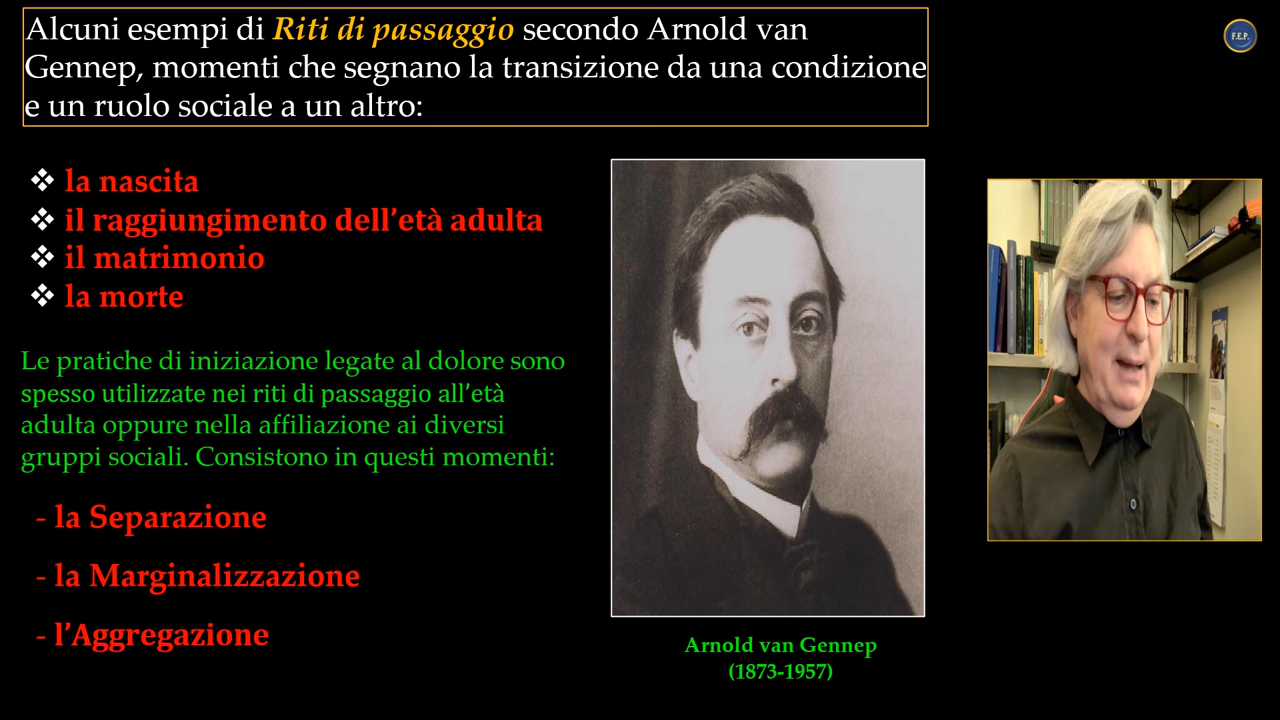 Alcuni esempi di Riti di passaggio secondo Arnold van
Gennep, momenti che segnano la transizione da una condizione
e un ruolo sociale a un altro:
F.E.P.
❖ la nascita
❖ il raggiungimento dell’età adulta
❖ il matrimonio
❖ la morte
Le pratiche di iniziazione legate al dolore sono
spesso utilizzate nei riti di passaggio all’età
adulta oppure nella affiliazione ai diversi
gruppi sociali. Consistono in questi momenti:
- la Separazione
- la Marginalizzazione
- l’Aggregazione
Arnold van Gennep
(1873-1957)